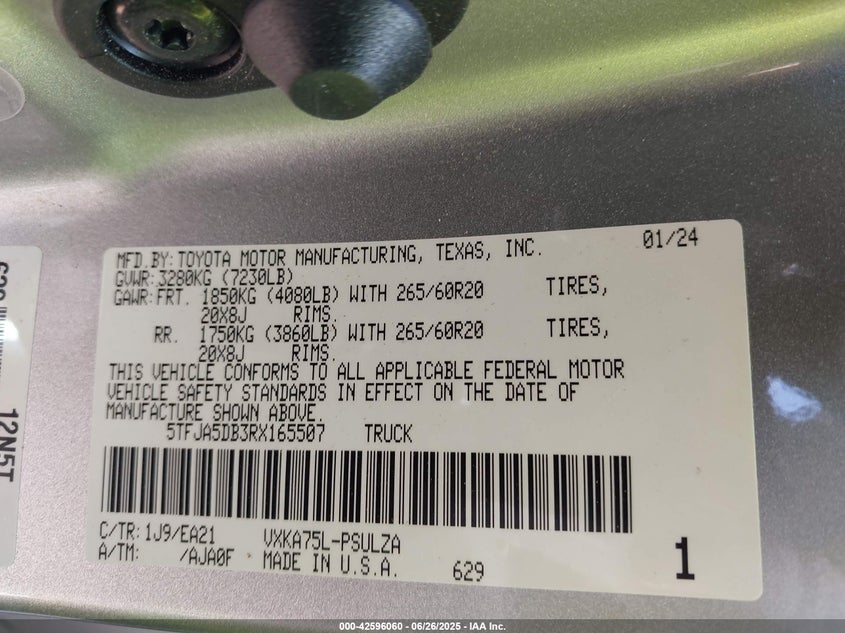 MFD.BY: TOYOTA MOTOR MANUFACTURING, TEXAS, INC. 01/24
GVWR: 3280KG (7230LB)
GAWR: FRT. 1850KG (4080LB) WITH 265/60R20 TIRES,
20X8J RIMS.
RR. 1750KG (3860LB) WITH 265/60R20 TIRES,
20X8J RIMS.
THIS VEHICLE CONFORMS TO ALL APPLICABLE FEDERAL MOTOR
VEHICLE SAFETY STANDARDS IN EFFECT ON THE DATE OF
MANUFACTURE SHOWN ABOVE.
5TFJA5DB3RX165507 TRUCK
C/TR: 1J9/EA21 VXKA75L-PSULZA
A/TM: /AJA0F MADE IN U.S.A. 629 1
12N5T
000-42596060 - 06/26/2025 - IAA Inc.